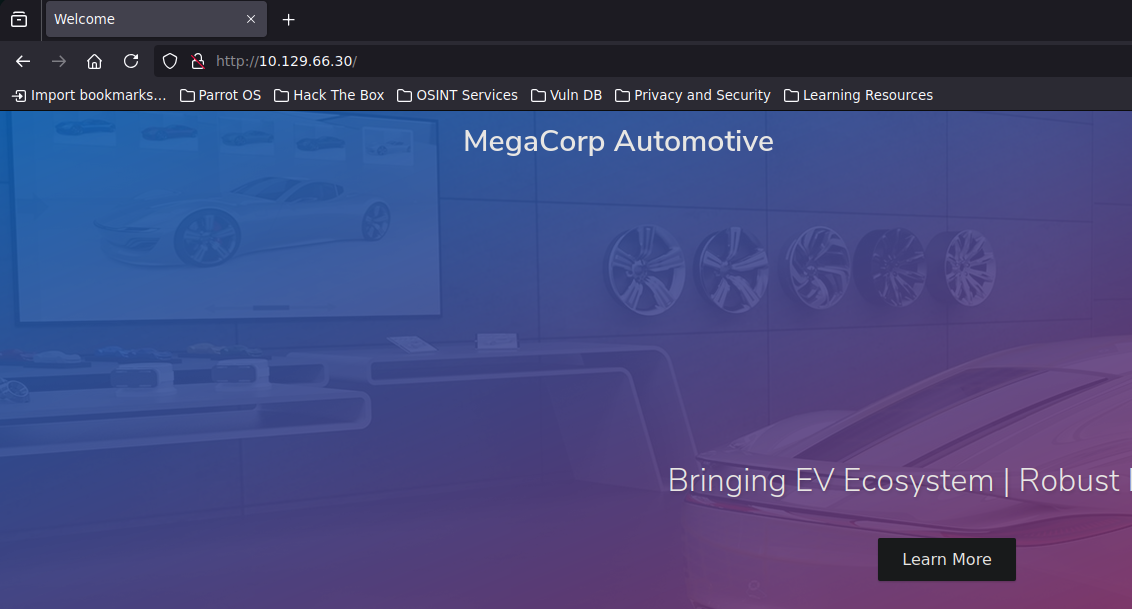 Welcome
http://10.129.66.30/
Import bookmarks... Parrot OS Hack The Box OSINT Services Vuln DB Privacy and Security Learning Resources
MegaCorp Automotive
Bringing EV Ecosystem | Robust
Learn More